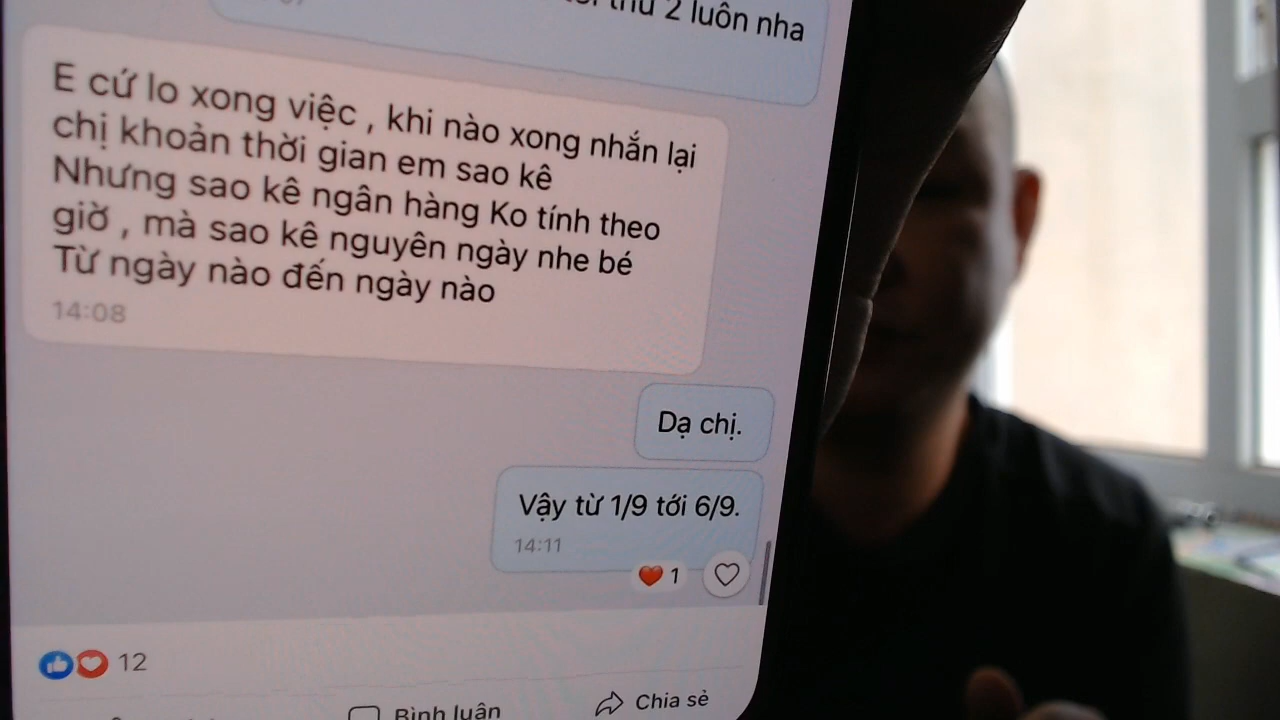 thứ 2 luôn nha
E cứ lo xong việc , khi nào xong nhắn lại
chị khoản thời gian em sao kê
Nhưng sao kê ngân hàng Ko tính theo
giờ , mà sao kê nguyên ngày nhe bé
Từ ngày nào đến ngày nào
14:08
Dạ chị.
Vậy từ 1/9 tới 6/9.
14:11
1
12
Bình luận
Chia sẻ